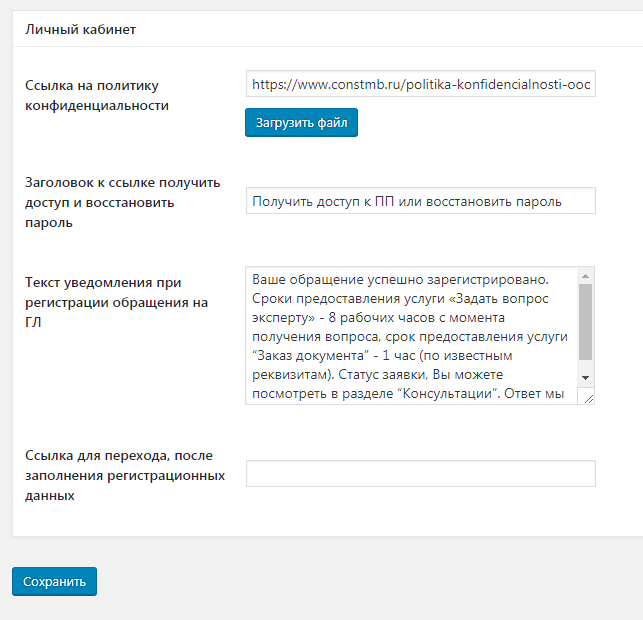 Личный кабинет
Ссылка на политику
конфиденциальности
https://www.constmb.ru/politika-konfidencialnosti-ooc
Загрузить файл
Заголовок к ссылке получить
доступ и восстановить
пароль
Получить доступ к ПП или восстановить пароль
Текст уведомления при
регистрации обращения на
ГЛ
Ваше обращение успешно зарегистрировано.
Сроки предоставления услуги «Задать вопрос
эксперту» - 8 рабочих часов с момента
получения вопроса, срок предоставления услуги
“Заказ документа” - 1 час (по известным
реквизитам). Статус заявки, Вы можете
посмотреть в разделе “Консультации”. Ответ мы
Ссылка для перехода, после
заполнения регистрационных
данных
Сохранить